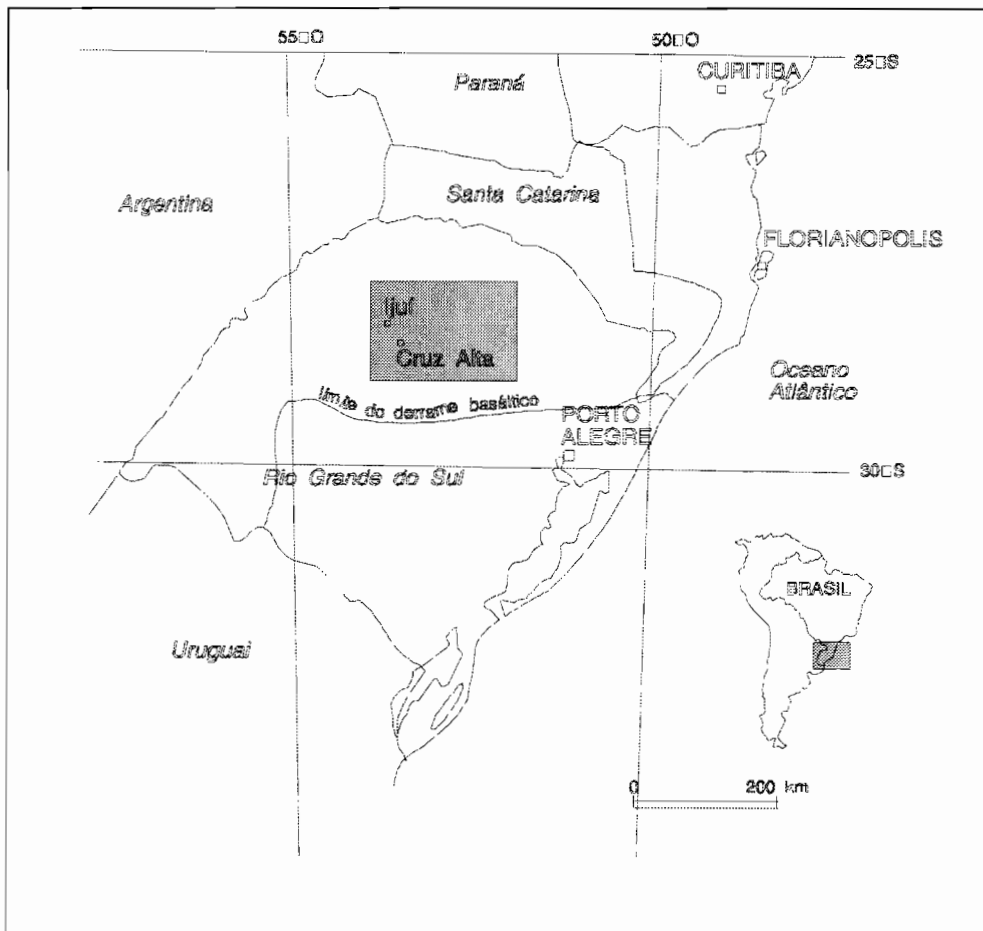 55□O
50□O
25□S
CURITIBA
Paraná
Santa Catarina
Argentina
FLORIANOPOLIS
Ijuí
Cruz Alta
Oceano
Atlântico
limite do derrame basáltico
PORTO
ALEGRE
30□S
Rio Grande do Sul
BRASIL
Uruguai
0
200 km